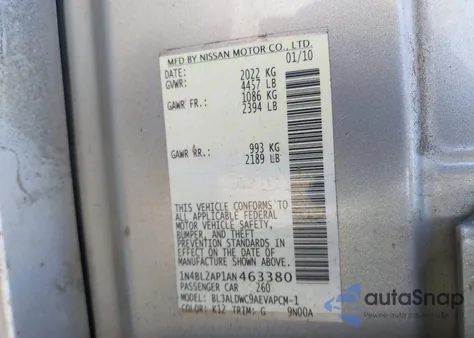 MFD BY NISSAN MOTOR CO., LTD.
DATE: 01/10
GVWR: 2022 KG
4457 LB
GAWR FR.: 1086 KG
2394 LB
GAWR RR.: 993 KG
2189 LB
THIS VEHICLE CONFORMS TO
ALL APPLICABLE FEDERAL
MOTOR VEHICLE SAFETY,
BUMPER, AND THEFT
PREVENTION STANDARDS IN
EFFECT ON THE DATE OF
MANUFACTURE SHOWN ABOVE.
1N4BL2AP1AN463380
PASSENGER CAR 260
MODEL: BL3ALDWC9AEVAPCM-1
COLOR: K12 TRIM: G 9N00A
autoSnap
Powered by